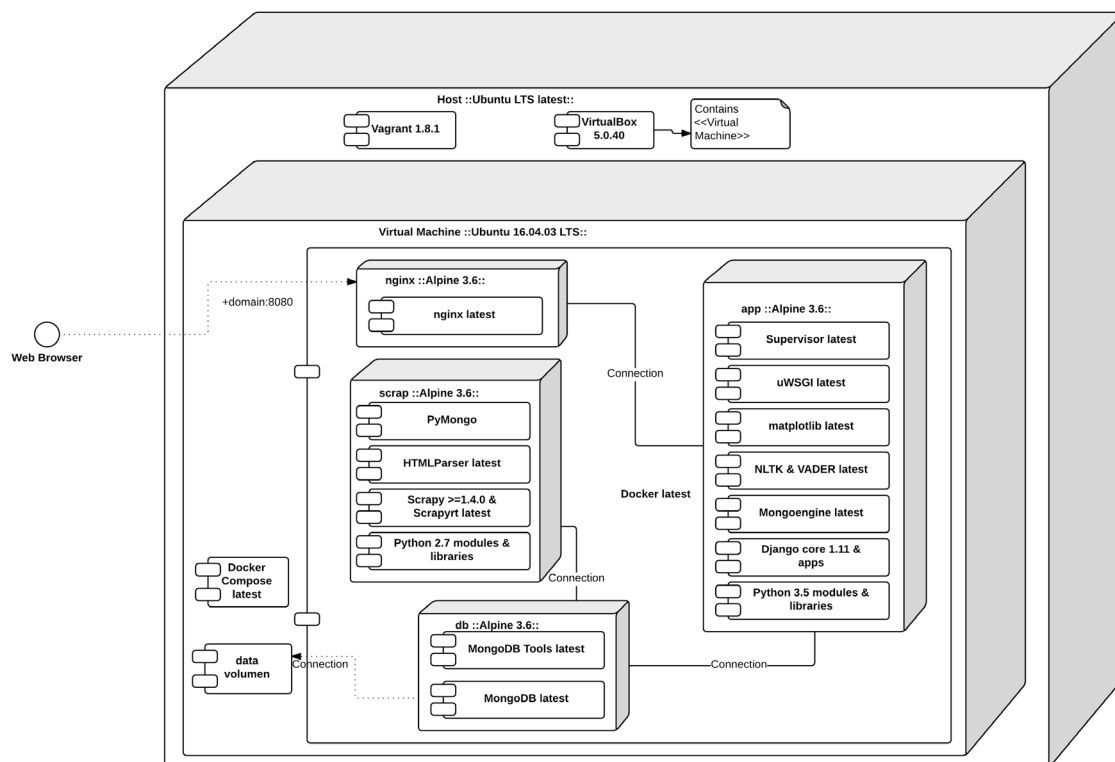 Host ::Ubuntu LTS latest::
Vagrant 1.8.1
VirtualBox
5.0.40
Contains
<<Virtual
Machine>>
Virtual Machine ::Ubuntu 16.04.03 LTS::
nginx ::Alpine 3.6::
nginx latest
+domain:8080
Web Browser
Connection
scrap ::Alpine 3.6::
PyMongo
HTMLParser latest
Scrapy >=1.4.0 &
Scrapyrt latest
Python 2.7 modules &
libraries
app ::Alpine 3.6::
Supervisor latest
uWSGI latest
matplotlib latest
NLTK & VADER latest
Mongoengine latest
Django core 1.11 &
apps
Python 3.5 modules &
libraries
Docker latest
Connection
Docker
Compose
latest
db ::Alpine 3.6::
MongoDB Tools latest
MongoDB latest
data
volumen
Connection
Connection